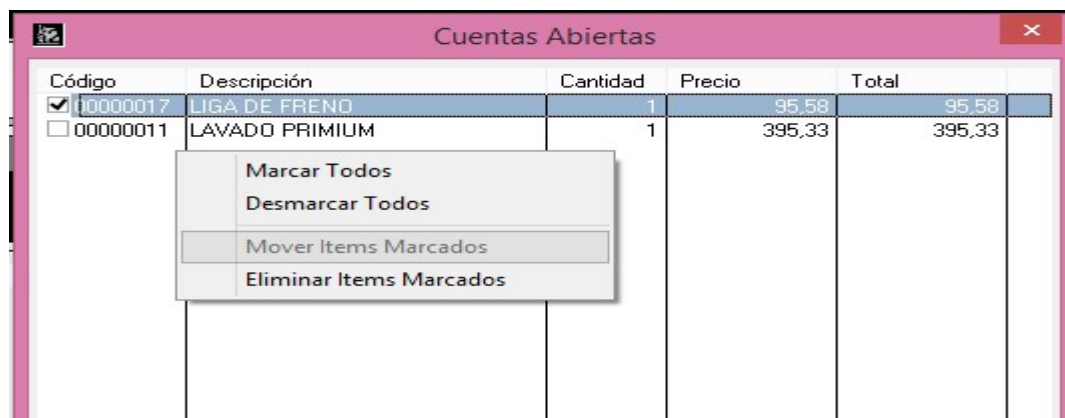 Cuentas Abiertas
Código Descripción Cantidad Precio Total
00000017 LIGA DE FRENO 1 95,58 95,58
00000011 LAVADO PRIMIUM 1 395,33 395,33
Marcar Todos
Desmarcar Todos
Mover Items Marcados
Eliminar Items Marcados